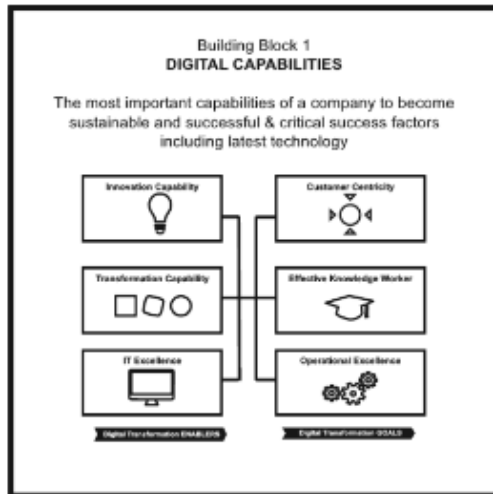 Building Block 1
DIGITAL CAPABILITIES
The most important capabilities of a company to become
sustainable and successful & critical success factors
including latest technology
Innovation Capability
Customer Centricity
Transformation Capability
Effective Knowledge Worker
IT Excellence
Operational Excellence
Digital Transformation ENABLERS
Digital Transformation GOALS